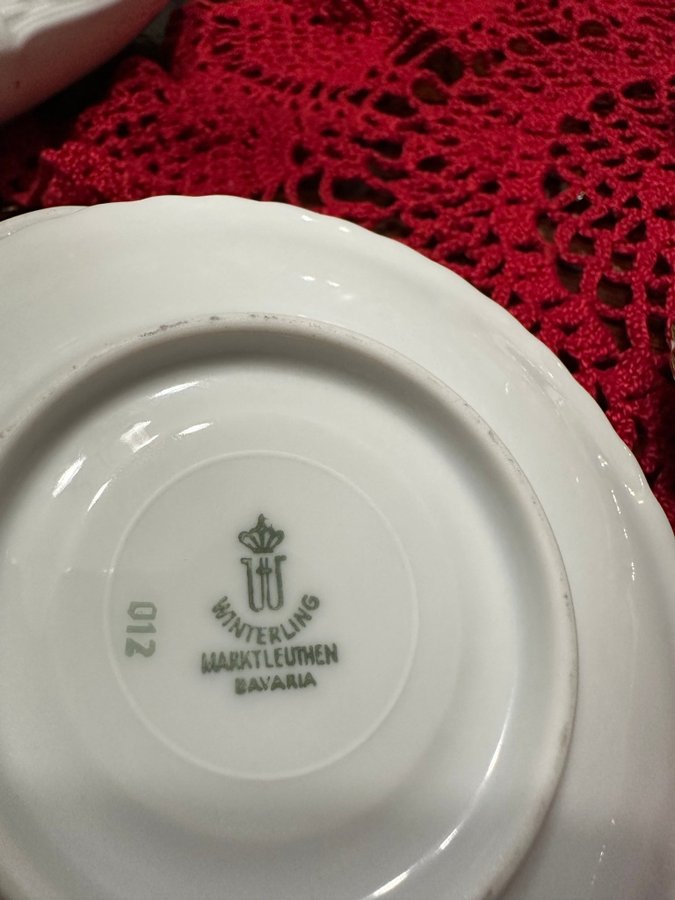 W
WINTERLING
MARKTLEUTHEN
BAVARIA
012